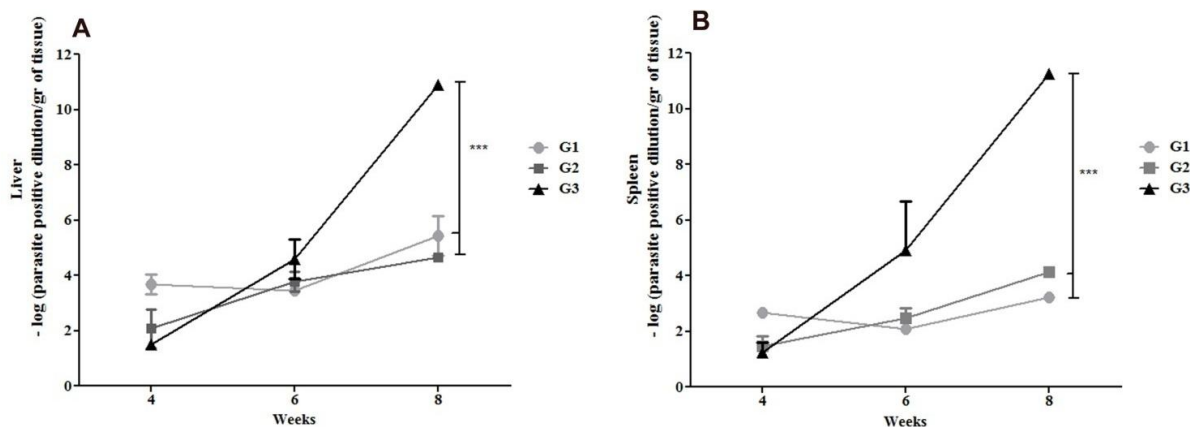 A
Liver
- log (parasite positive dilution/gr of tissue)
12
10
8
6
4
2
0
4
6
8
Weeks
***
G1
G2
G3
B
Spleen
- log (parasite positive dilution/gr of tissue)
12
10
8
6
4
2
0
4
6
8
Weeks
***
G1
G2
G3